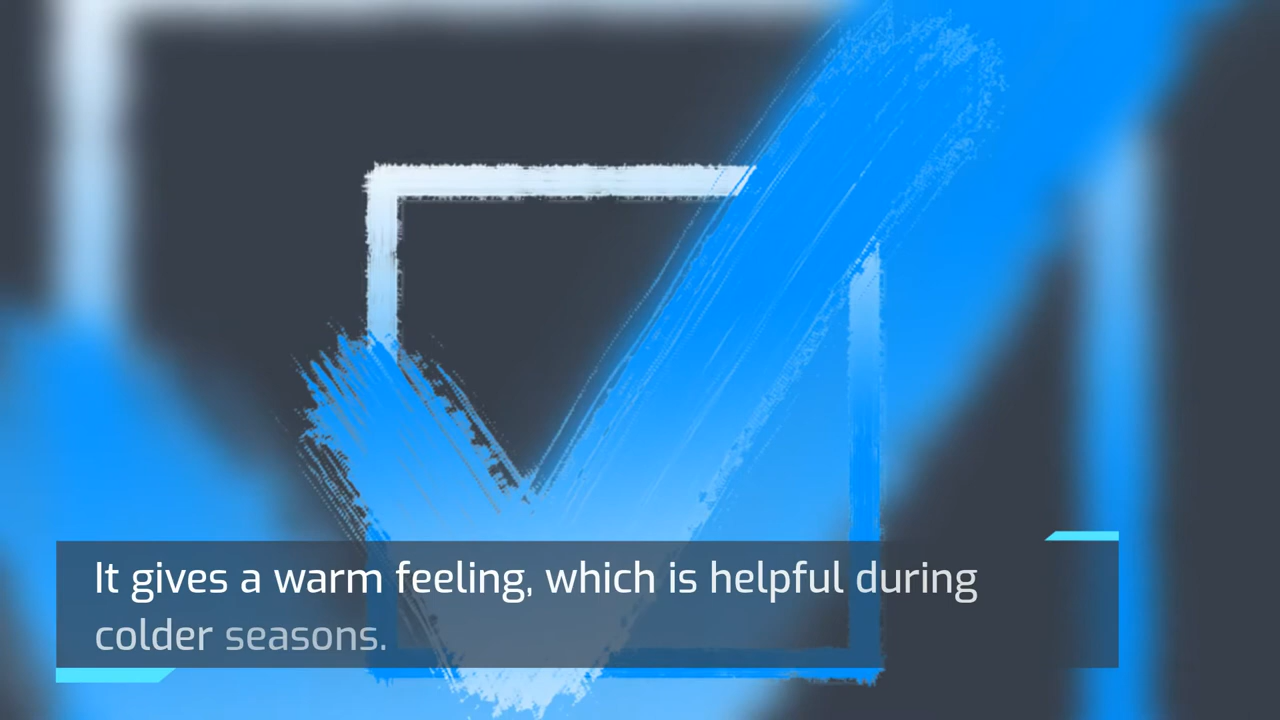 It gives a warm feeling, which is helpful during
colder seasons.